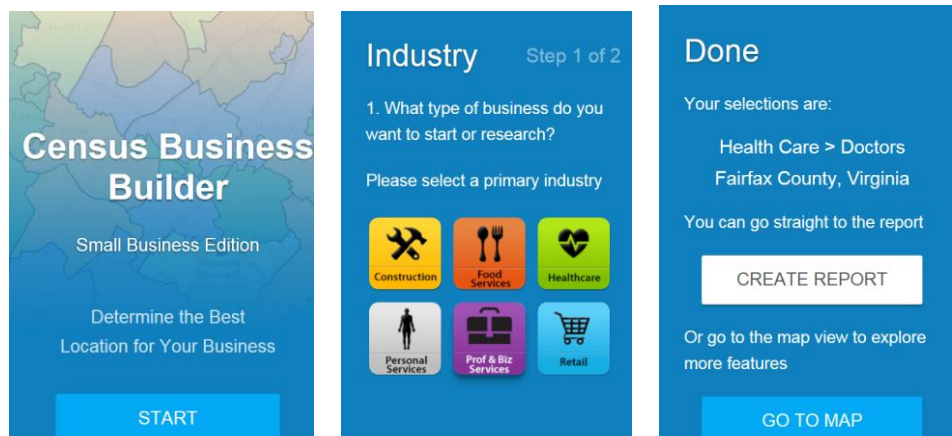 Census Business
Builder
Small Business Edition
Determine the Best
Location for Your Business
START
Industry
Step 1 of 2
1. What type of business do you
want to start or research?
Please select a primary industry
Construction
Food
Services
Healthcare
Personal
Services
Prof & Biz
Services
Retail
Done
Your selections are:
Health Care > Doctors
Fairfax County, Virginia
You can go straight to the report
CREATE REPORT
Or go to the map view to explore
more features
GO TO MAP